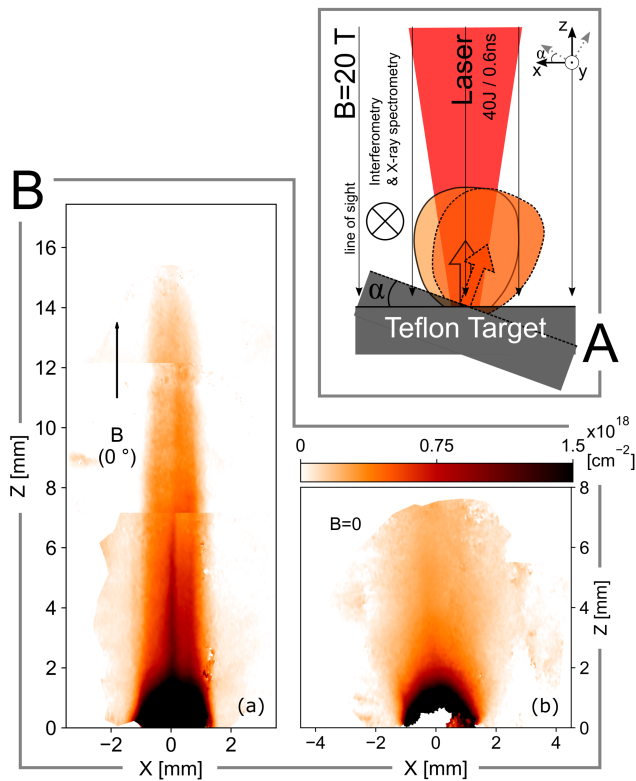 A
B=20 T
Interferometry
& X-ray spectrometry
line of sight
Laser
40J / 0.6ns
z
α
x
y
α
Teflon Target
B
16
14
12
10
8
6
4
2
0
Z [mm]
B
(0 °)
(a)
−2
0
2
X [mm]
x10^18
0
0.75
1.5
[cm⁻²]
B=0
8
6
4
2
0
Z [mm]
(b)
−4
−2
0
2
4
X [mm]